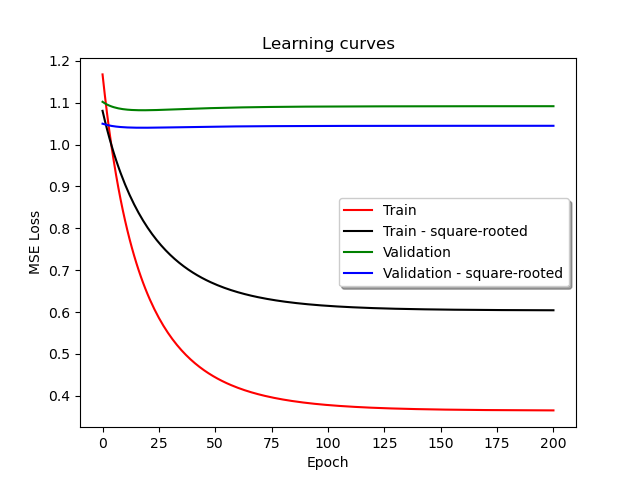 Learning curves
MSE Loss
1.2
1.1
1.0
0.9
0.8
0.7
0.6
0.5
0.4
Train
Train - square-rooted
Validation
Validation - square-rooted
0 25 50 75 100 125 150 175 200
Epoch